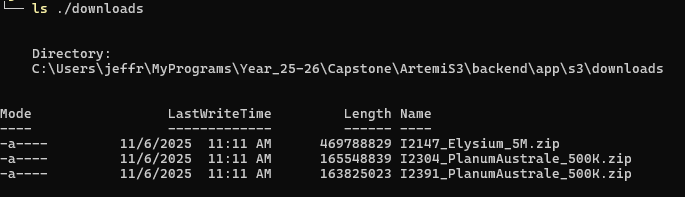 ls ./downloads
Directory:
C:\Users\jeffr\MyPrograms\Year_25-26\Capstone\ArtemiS3\backend\app\s3\downloads
Mode                 LastWriteTime         Length Name
----                 -------------         ------ ----
-a----         11/6/2025  11:11 AM      469788829 I2147_Elysium_5M.zip
-a----         11/6/2025  11:11 AM      165548839 I2304_PlanumAustrale_500K.zip
-a----         11/6/2025  11:11 AM      163825023 I2391_PlanumAustrale_500K.zip